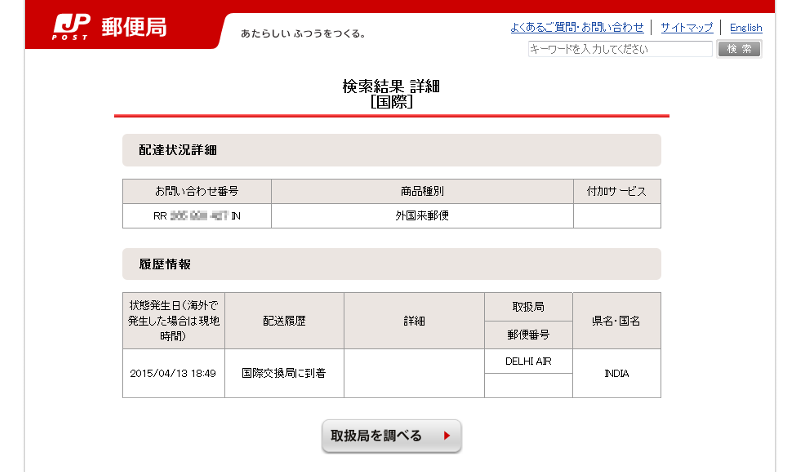 JP POST 郵便局
あたらしい ふつうをつくる。
よくあるご質問・お問い合わせ
サイトマップ
English
キーワードを入力してください
検索
検索結果 詳細
[国際]
配達状況詳細
お問い合わせ番号
商品種別
付加サービス
RR IN
外国来郵便
履歴情報
状態発生日(海外で
発生した場合は現地
時間)
配送履歴
詳細
取扱局
郵便番号
県名・国名
2015/04/13 18:49
国際交換局に到着
DELHI AIR
INDIA
取扱局を調べる